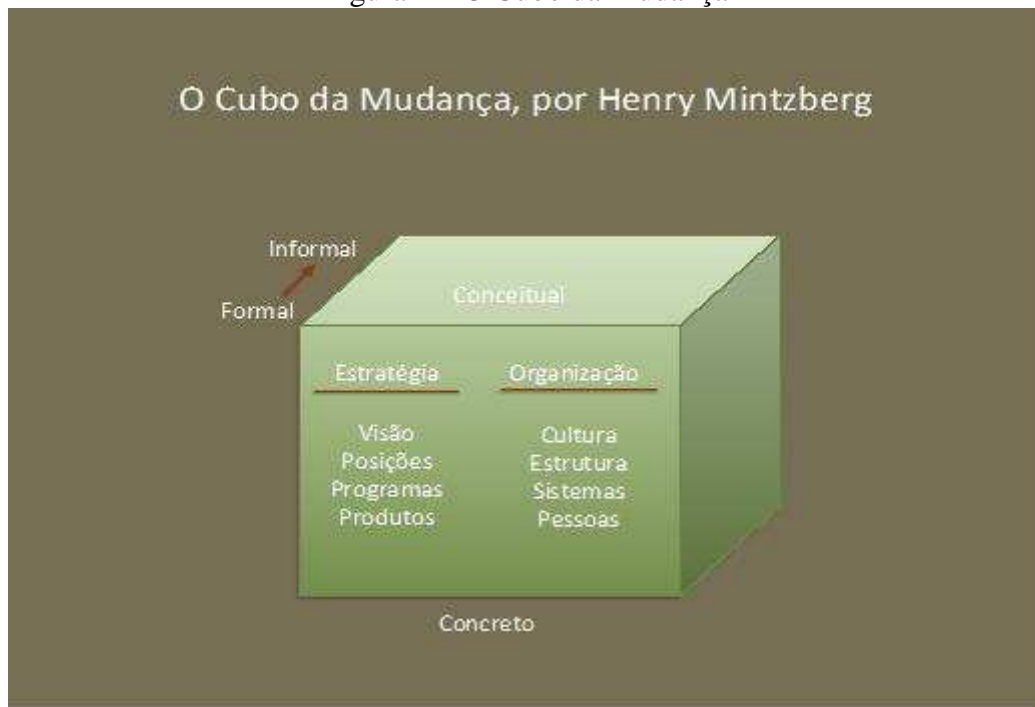 O Cubo da Mudança, por Henry Mintzberg
Informal
Formal
Conceitual
Estratégia
Organização
Visão
Posições
Programas
Produtos
Cultura
Estrutura
Sistemas
Pessoas
Concreto